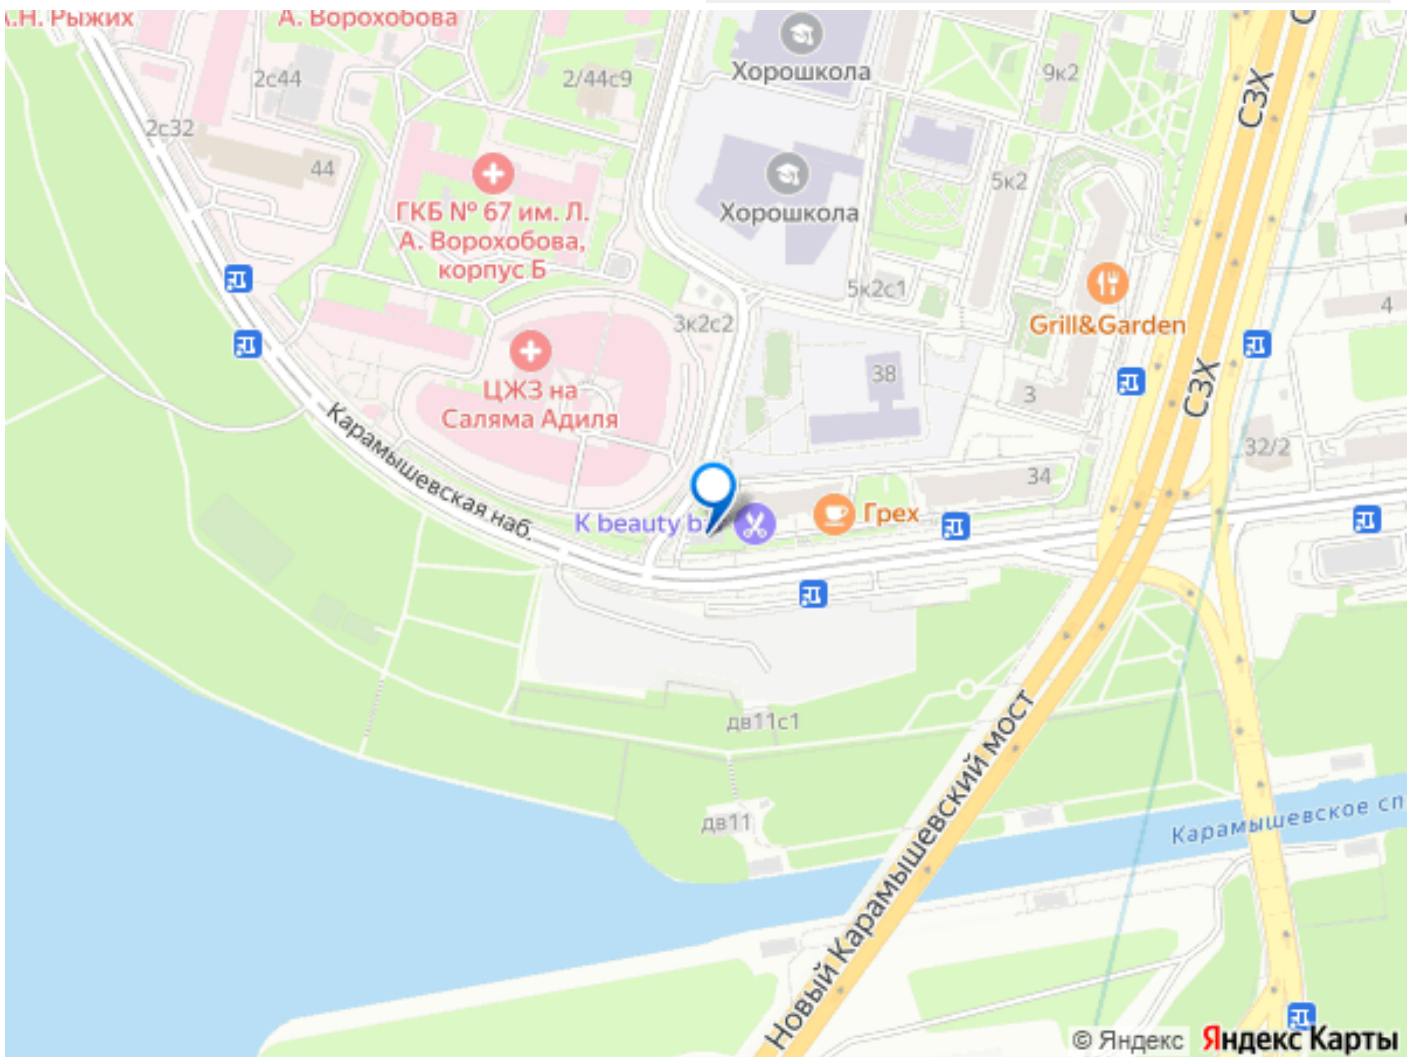 .Н. Рыжих
А. Ворохобова
2с44
2/44с9
Хорошкола
9к2
СЗХ
2с32
44
ГКБ № 67 им. Л.
А. Ворохобова,
корпус Б
Хорошкола
5к2
5к2с1
3к2с2
Grill&Garden
4
ЦЖЗ на
Саляма Адиля
38
3
СЗХ
Карамышевская наб.
32/2
34
K beauty b
Грех
дв11с1
дв11
Новый Карамышевский мост
Карамышевское сп
© Яндекс Яндекс Карты